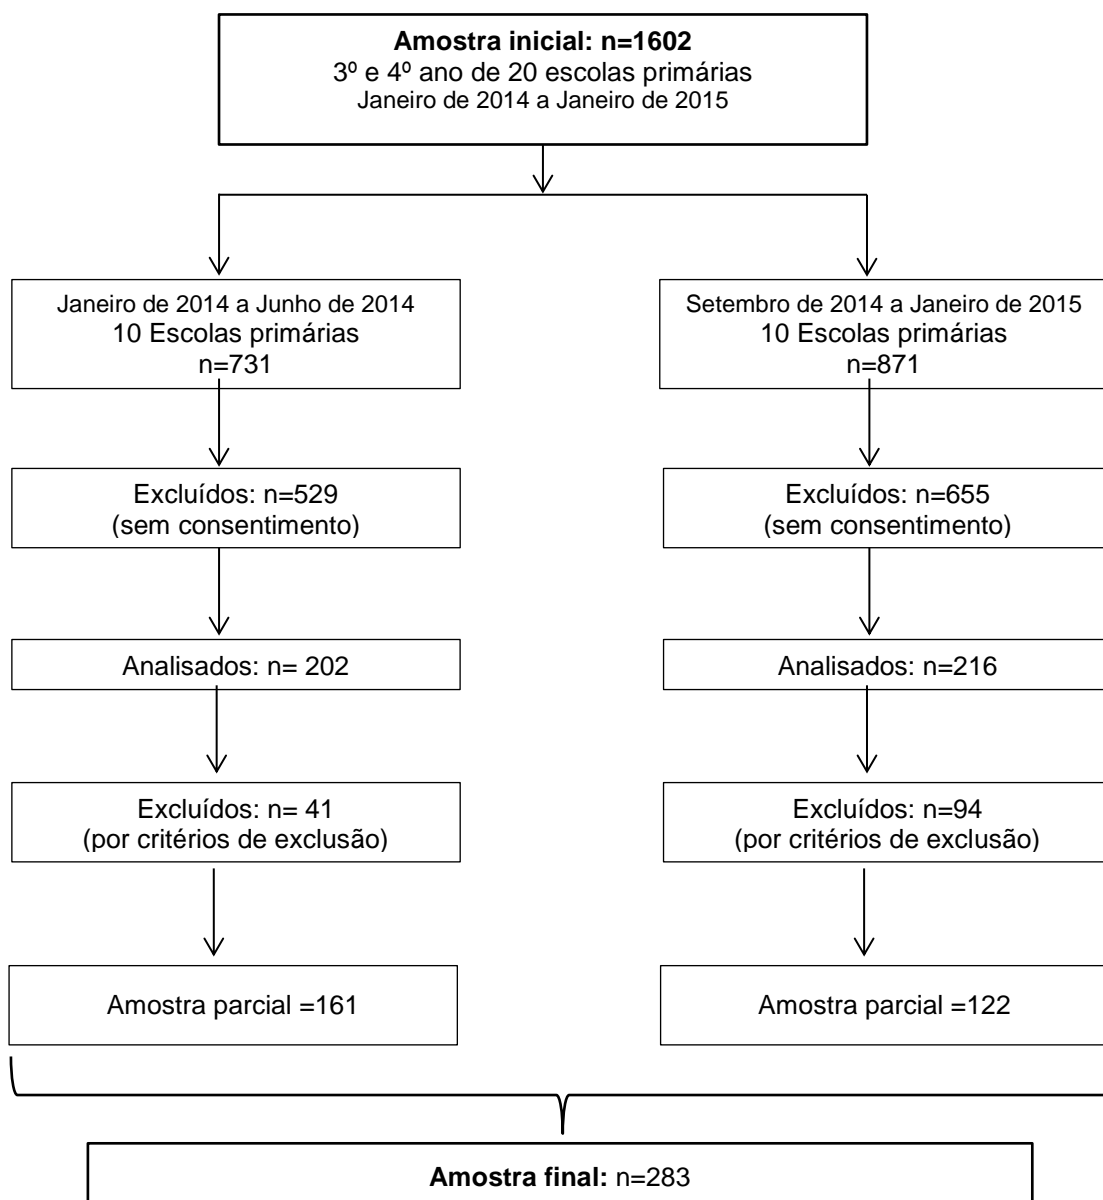 Amostra inicial: n=1602
3º e 4º ano de 20 escolas primárias
Janeiro de 2014 a Janeiro de 2015
Janeiro de 2014 a Junho de 2014
10 Escolas primárias
n=731
Setembro de 2014 a Janeiro de 2015
10 Escolas primárias
n=871
Excluídos: n=529
(sem consentimento)
Excluídos: n=655
(sem consentimento)
Analisados: n= 202
Analisados: n=216
Excluídos: n= 41
(por critérios de exclusão)
Excluídos: n=94
(por critérios de exclusão)
Amostra parcial =161
Amostra parcial =122
Amostra final: n=283